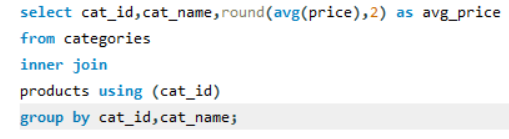 select cat_id,cat_name,round(avg(price),2) as avg_price
from categories
inner join
products using (cat_id)
group by cat_id,cat_name;